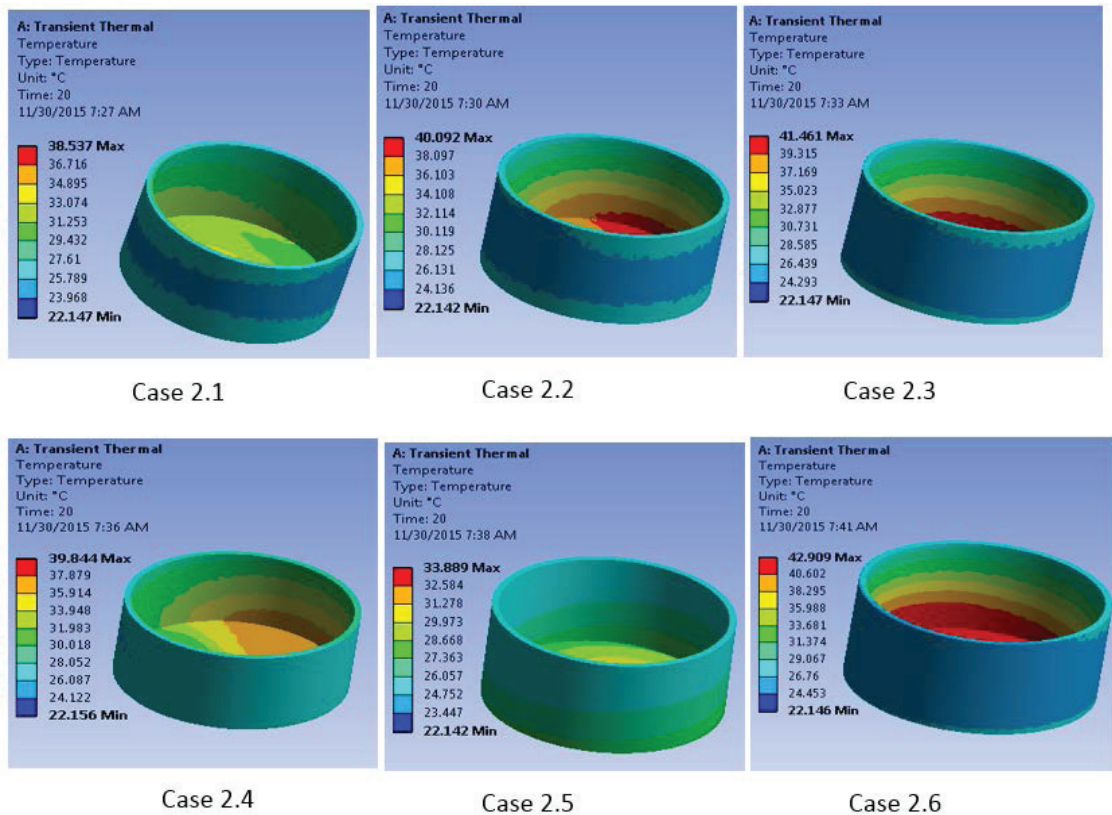 A: Transient Thermal
Temperature
Type: Temperature
Unit: °C
Time: 20
11/30/2015 7:27 AM
38.537 Max
36.716
34.895
33.074
31.253
29.432
27.61
25.789
23.968
22.147 Min
Case 2.1
A: Transient Thermal
Temperature
Type: Temperature
Unit: °C
Time: 20
11/30/2015 7:30 AM
40.092 Max
38.097
36.103
34.108
32.114
30.119
28.125
26.131
24.136
22.142 Min
Case 2.2
A: Transient Thermal
Temperature
Type: Temperature
Unit: °C
Time: 20
11/30/2015 7:33 AM
41.461 Max
39.315
37.169
35.023
32.877
30.731
28.585
26.439
24.293
22.147 Min
Case 2.3
A: Transient Thermal
Temperature
Type: Temperature
Unit: °C
Time: 20
11/30/2015 7:36 AM
39.844 Max
37.879
35.914
33.948
31.983
30.018
28.052
26.087
24.122
22.156 Min
Case 2.4
A: Transient Thermal
Temperature
Type: Temperature
Unit: °C
Time: 20
11/30/2015 7:38 AM
33.889 Max
32.584
31.278
29.973
28.668
27.363
26.057
24.752
23.447
22.142 Min
Case 2.5
A: Transient Thermal
Temperature
Type: Temperature
Unit: °C
Time: 20
11/30/2015 7:41 AM
42.909 Max
40.602
38.295
35.988
33.681
31.374
29.067
26.76
24.453
22.146 Min
Case 2.6